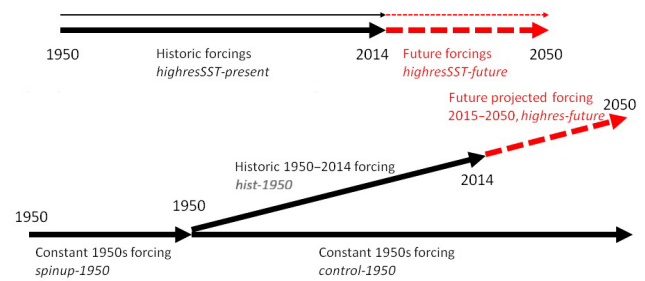 1950
Historic forcings
highresSST-present
2014
Future forcings
highresSST-future
2050
Future projected forcing
2015–2050, highres-future
2050
Historic 1950–2014 forcing
hist-1950
2014
1950
1950
Constant 1950s forcing
spinup-1950
Constant 1950s forcing
control-1950